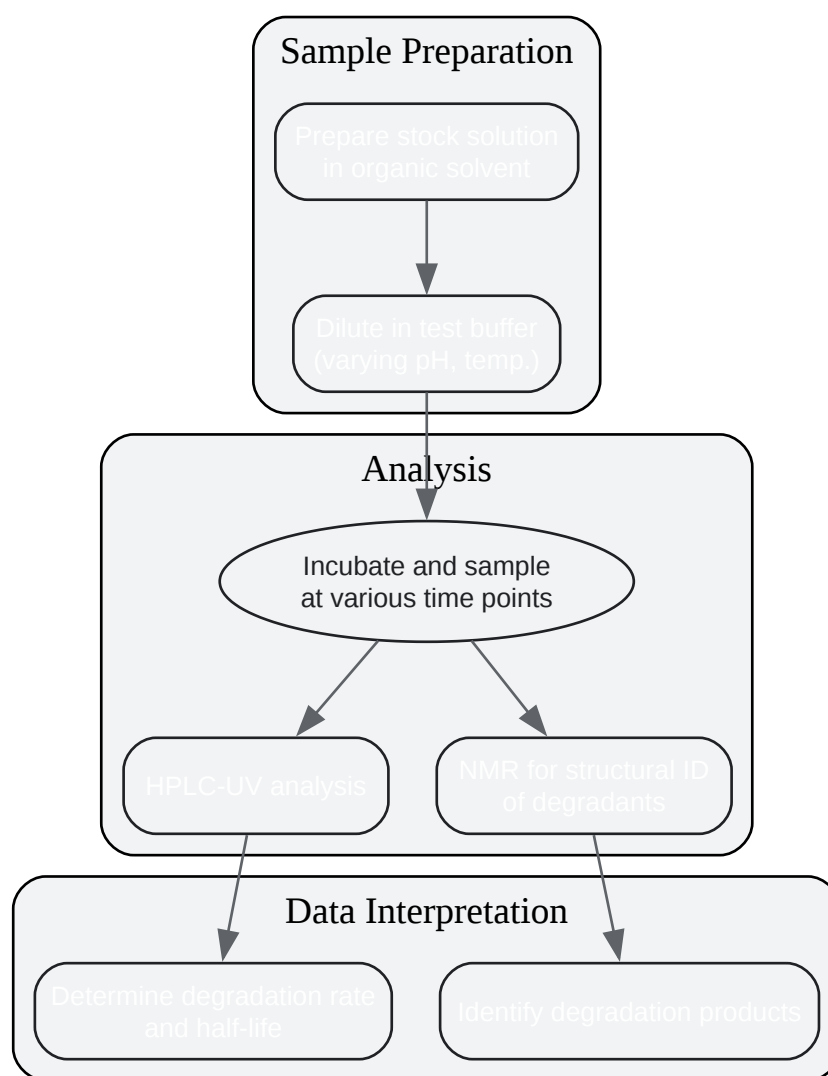 Sample Preparation
Prepare stock solution
in organic solvent
Dilute in test buffer
(varying pH, temp.)
Analysis
Incubate and sample
at various time points
HPLC-UV analysis
NMR for structural ID
of degradants
Data Interpretation
Determine degradation rate
and half-life
Identify degradation products